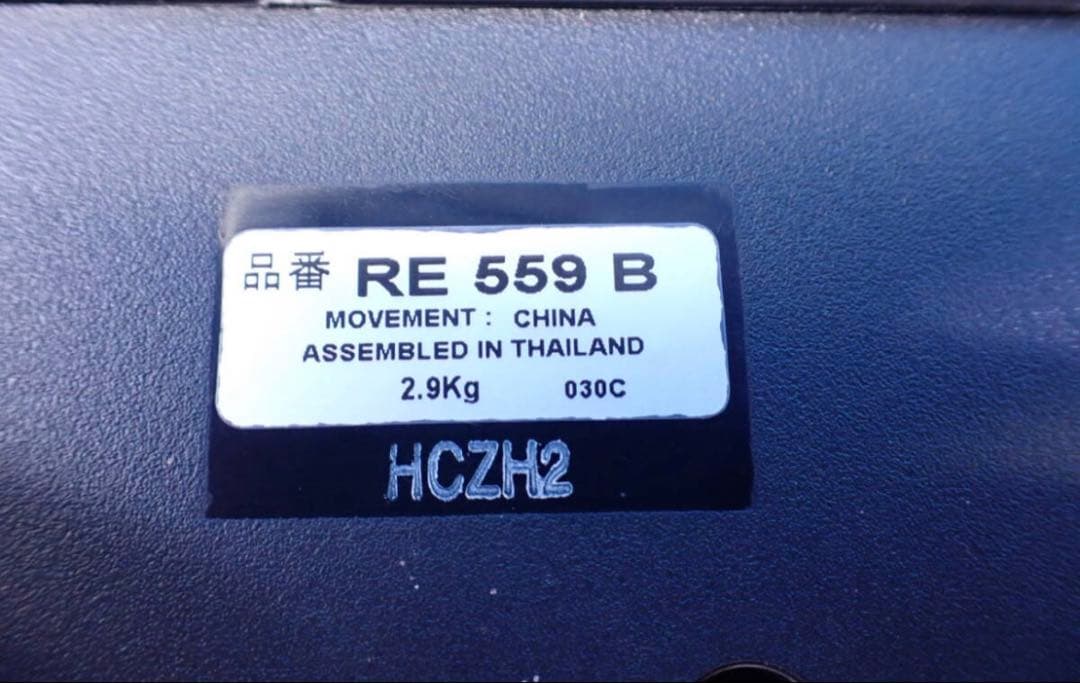 品番 RE 559 B
MOVEMENT : CHINA
ASSEMBLED IN THAILAND
2.9Kg 030C
HCZH2